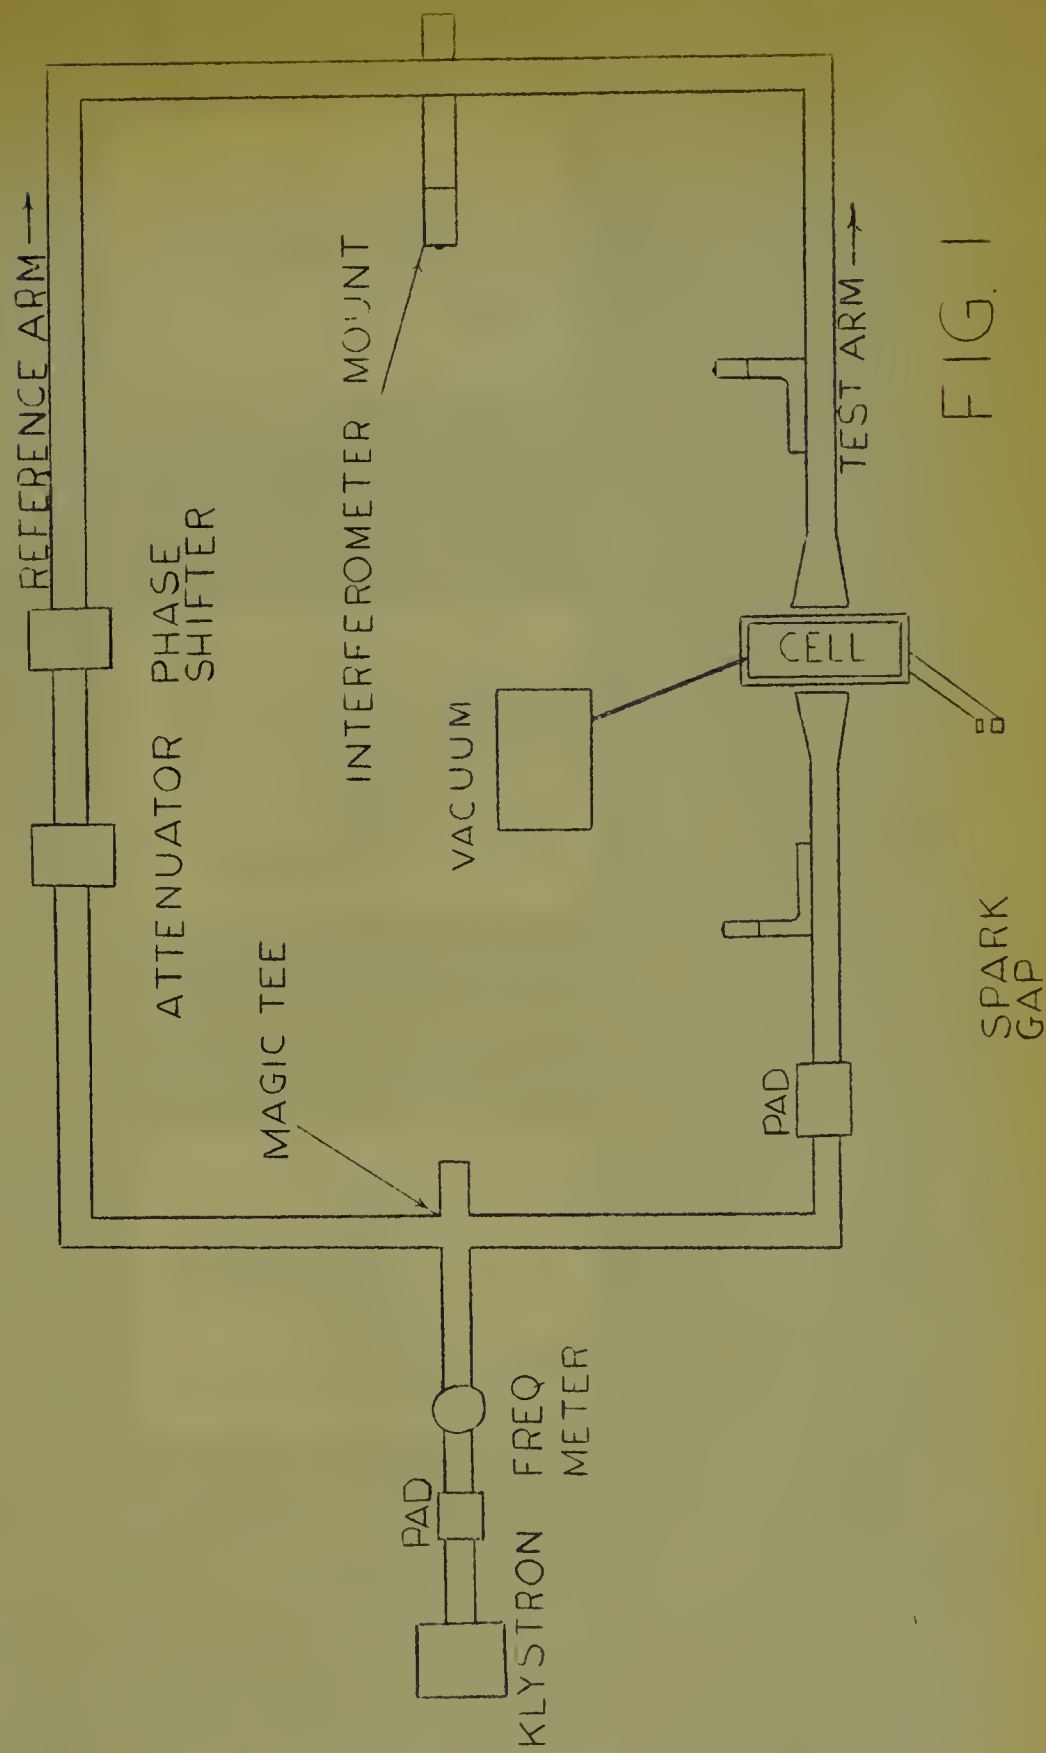 REFERENCE ARM →
ATTENUATOR
PHASE
SHIFTER
MAGIC TEE
INTERFEROMETER MOUNT
PAD
KLYSTRON
FREQ
METER
VACUUM
CELL
PAD
TEST ARM →
SPARK
GAP
FIG. 1